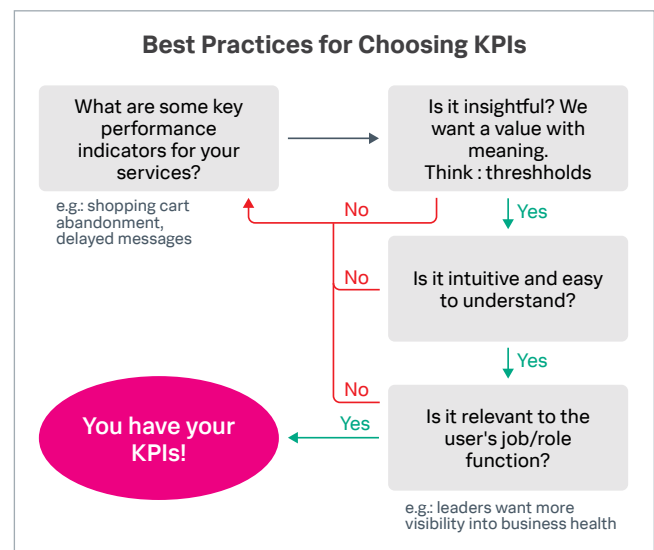 Best Practices for Choosing KPIs
What are some key
performance
indicators for your
services?
e.g.: shopping cart
abandonment,
delayed messages
Is it insightful? We
want a value with
meaning.
Think : threshholds
No
Yes
Is it intuitive and easy
to understand?
No
Yes
Is it relevant to the
user's job/role
function?
No
Yes
e.g.: leaders want more
visibility into business health
You have your
KPIs!